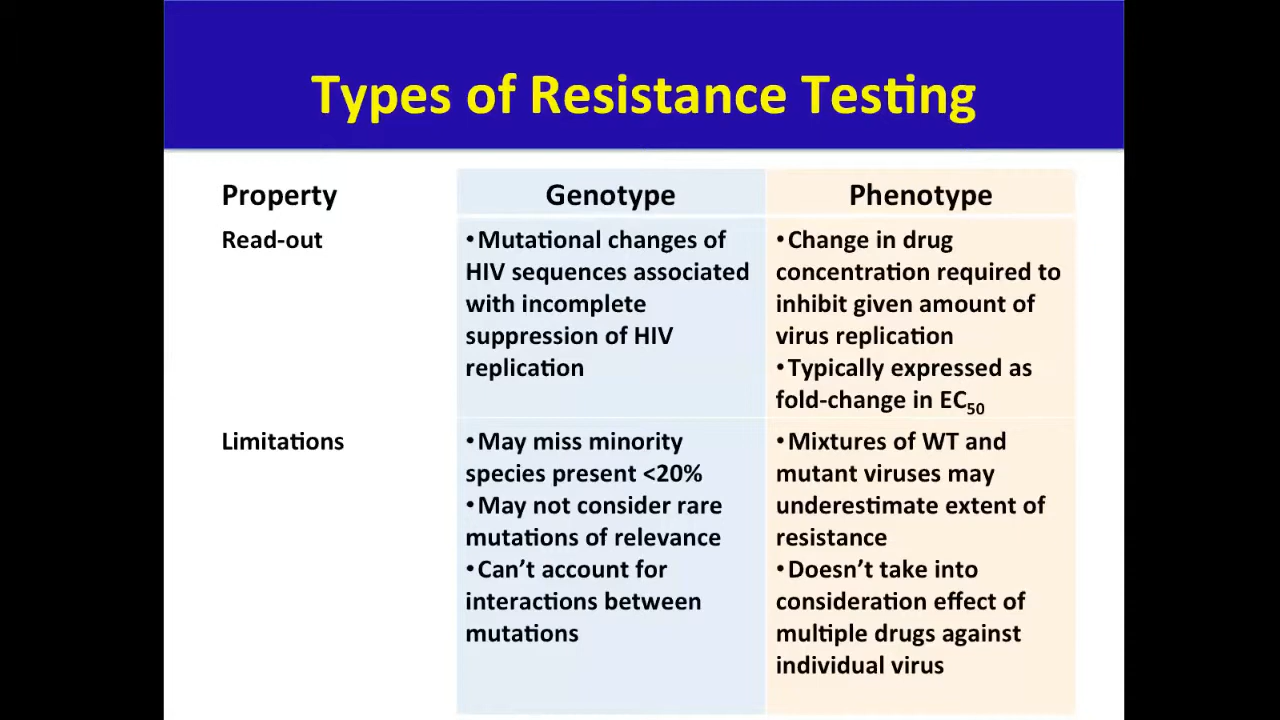 Types of Resistance Testing
Property
Genotype
Phenotype
Read-out
•Mutational changes of
HIV sequences associated
with incomplete
suppression of HIV
replication
•Change in drug
concentration required to
inhibit given amount of
virus replication
•Typically expressed as
fold-change in EC50
Limitations
•May miss minority
species present <20%
•May not consider rare
mutations of relevance
•Can't account for
interactions between
mutations
•Mixtures of WT and
mutant viruses may
underestimate extent of
resistance
•Doesn't take into
consideration effect of
multiple drugs against
individual virus